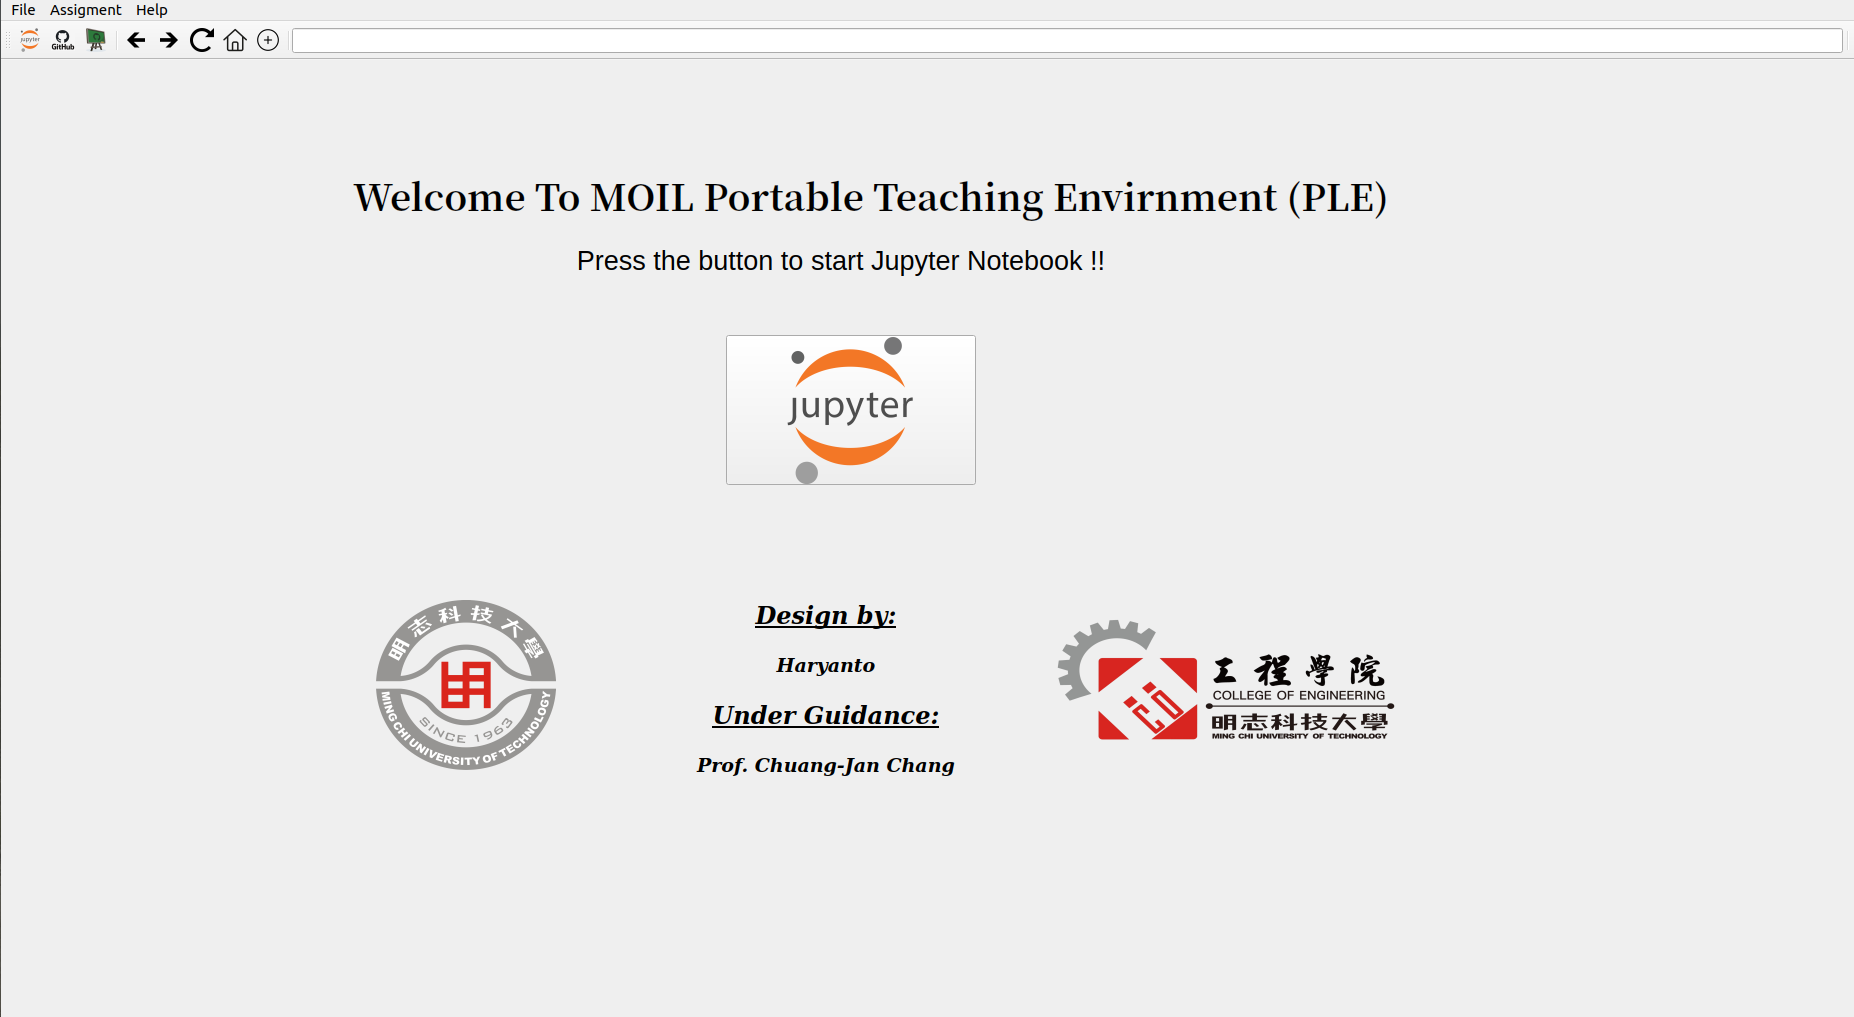 File Assigment Help
jupyter GitHub
Welcome To MOIL Portable Teaching Envirnment (PLE)
Press the button to start Jupyter Notebook !!
jupyter
明志科技大學
明
SINCE 1963
MING CHI UNIVERSITY OF TECHNOLOGY
Design by:
Haryanto
Under Guidance:
Prof. Chuang-Jan Chang
工程學院
COLLEGE OF ENGINEERING
明志科技大學
MING CHI UNIVERSITY OF TECHNOLOGY